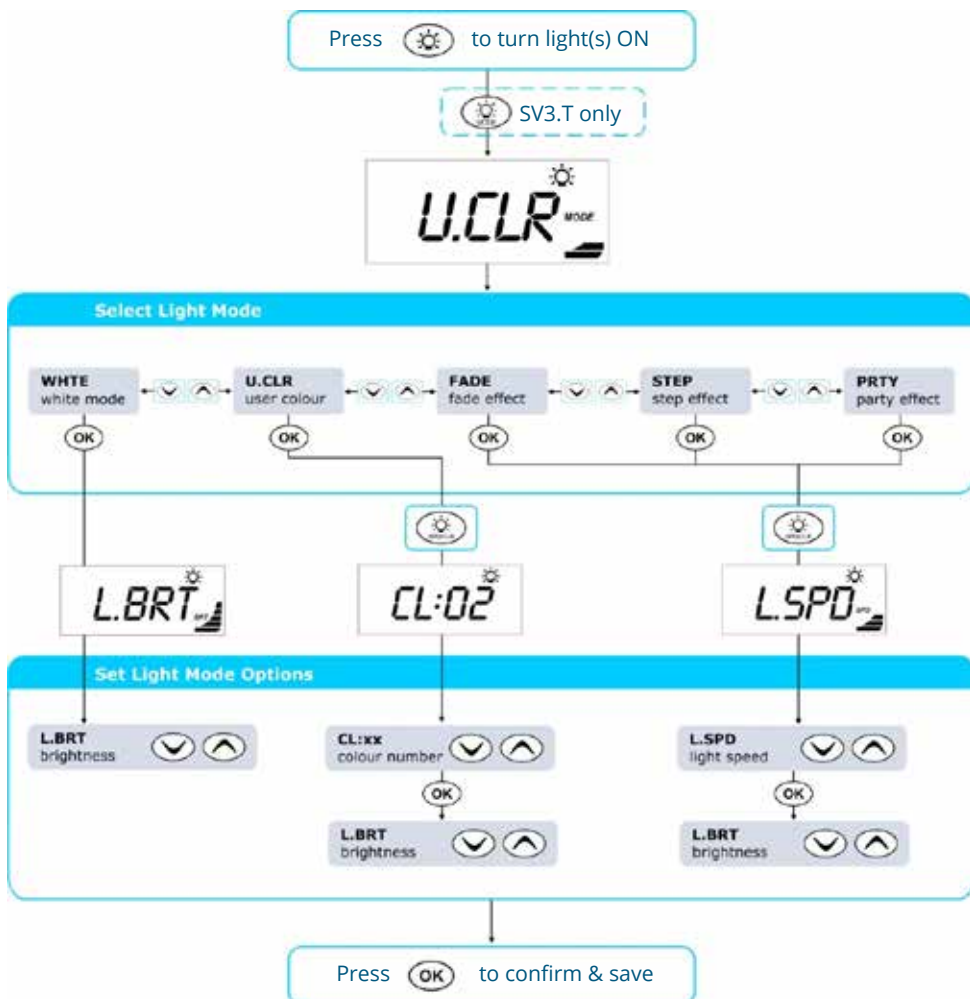 Press to turn light(s) ON
SV3.T only
U.CLR MODE
Select Light Mode
WHTE
white mode
U.CLR
user colour
FADE
fade effect
STEP
step effect
PRTY
party effect
OK
OK
OK
OK
OK
L.BRT
CL:02
L.SPD SPD
Set Light Mode Options
L.BRT
brightness
CL:xx
colour number
L.SPD
light speed
OK
OK
L.BRT
brightness
L.BRT
brightness
Press OK to confirm & save